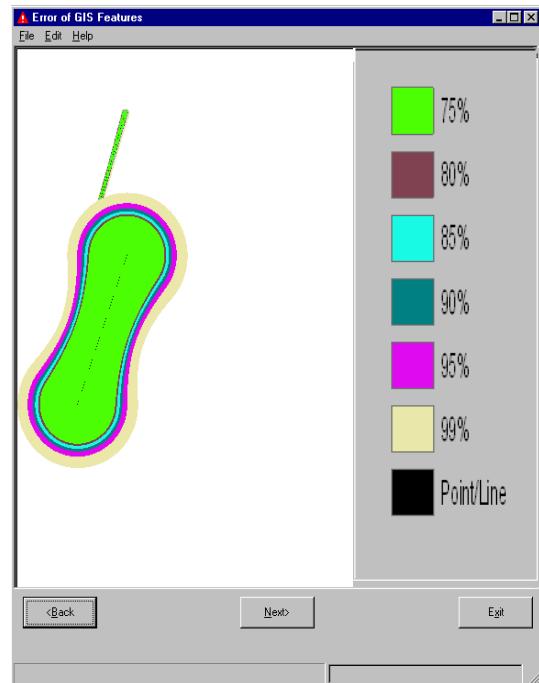 Error of GIS Features
File Edit Help
75%
80%
85%
90%
95%
99%
Point/Line
<Back Next> Exit